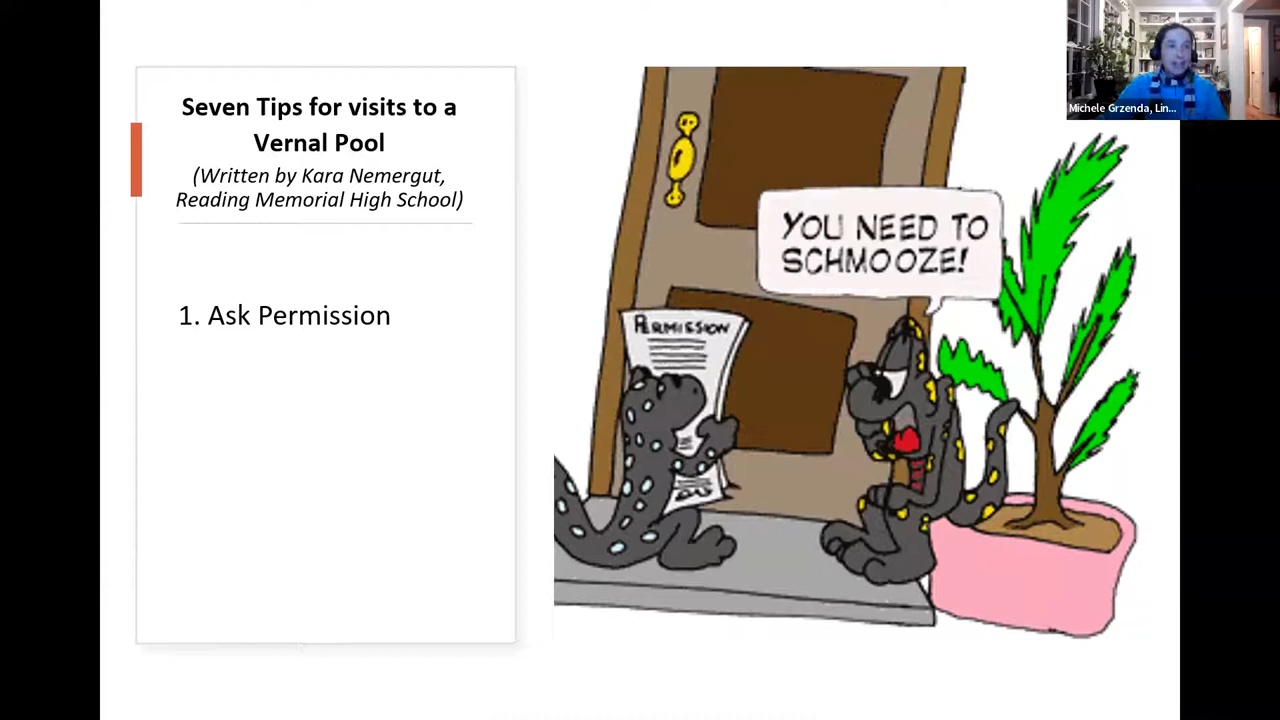 Seven Tips for visits to a
Vernal Pool
(Written by Kara Nemergut,
Reading Memorial High School)
1. Ask Permission
PERMISSION
YOU NEED TO
SCHMOOZE!
Michele Grzenda, Lin...